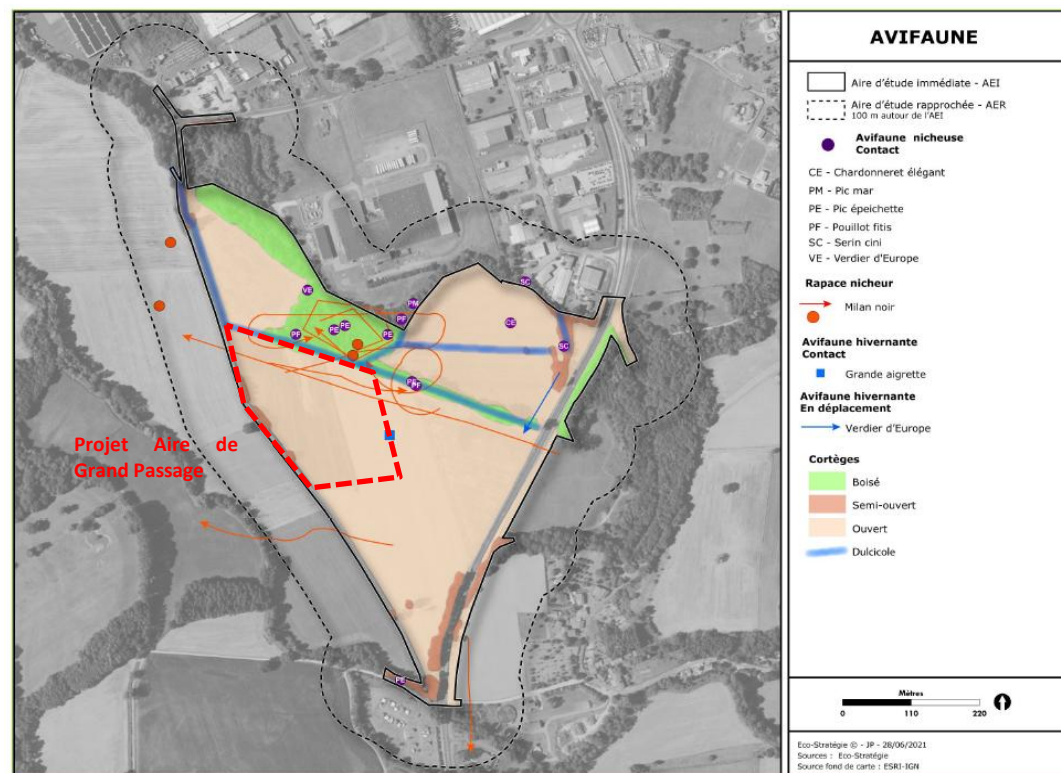 AVIFAUNE
Aire d'étude immédiate - AEI
Aire d'étude rapprochée - AER
100 m autour de l'AEI
Avifaune nicheuse
Contact
CE - Chardonneret élégant
PM - Pic mar
PE - Pic épeichette
PF - Pouillot fitis
SC - Serin cini
VE - Verdier d'Europe
Rapace nicheur
Milan noir
Avifaune hivernante
Contact
Grande aigrette
Avifaune hivernante
En déplacement
Verdier d'Europe
Cortèges
Boisé
Semi-ouvert
Ouvert
Dulcicole
Mètres
0 110 220
Eco-Stratégie © - JP - 28/06/2021
Sources : Eco-Stratégie
Source fond de carte : ESRI-IGN
SC
VE
PM
PF
CE
PE
PE
PF
PE
SC
PF
Projet Aire de
Grand Passage
PE